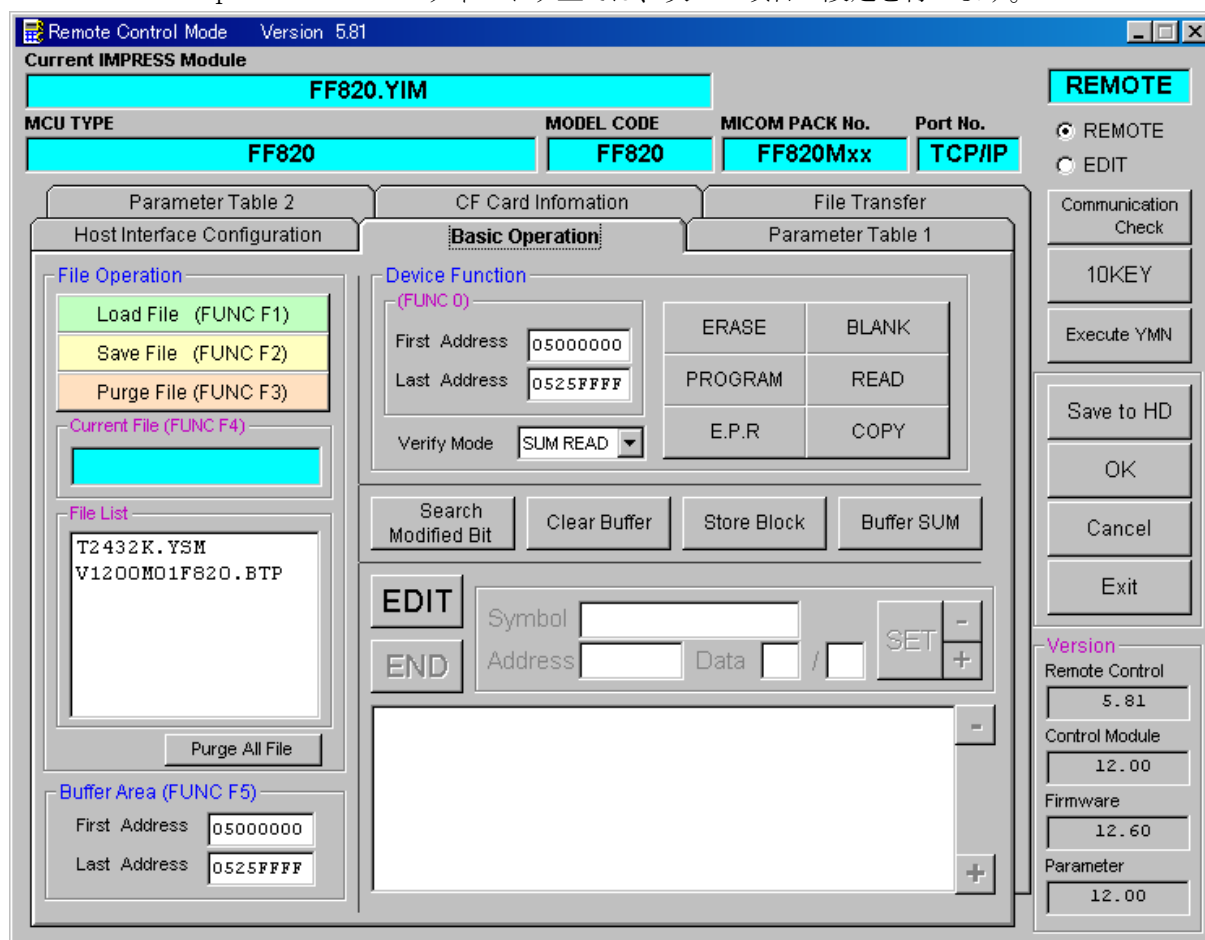 Remote Control Mode Version 5.81
Current IMPRESS Module
FF820.YIM
REMOTE
MCU TYPE MODEL CODE MICOM PACK No. Port No.
FF820 FF820 FF820Mxx TCP/IP
REMOTE
EDIT
Parameter Table 2 CF Card Infomation File Transfer
Host Interface Configuration Basic Operation Parameter Table 1
Communication
Check
10KEY
Execute YMN
Save to HD
OK
Cancel
Exit
File Operation
Load File (FUNC F1)
Save File (FUNC F2)
Purge File (FUNC F3)
Current File (FUNC F4)
File List
T2432K.YSM
V1200M01F820.BTP
Purge All File
Buffer Area (FUNC F5)
First Address 05000000
Last Address 0525FFFF
Device Function
(FUNC 0)
First Address 05000000
Last Address 0525FFFF
Verify Mode SUM READ
ERASE BLANK
PROGRAM READ
E.P.R COPY
Search
Modified Bit
Clear Buffer
Store Block
Buffer SUM
EDIT
END
Symbol
Address Data /
SET
-
+
-
+
Version
Remote Control
5.81
Control Module
12.00
Firmware
12.60
Parameter
12.00